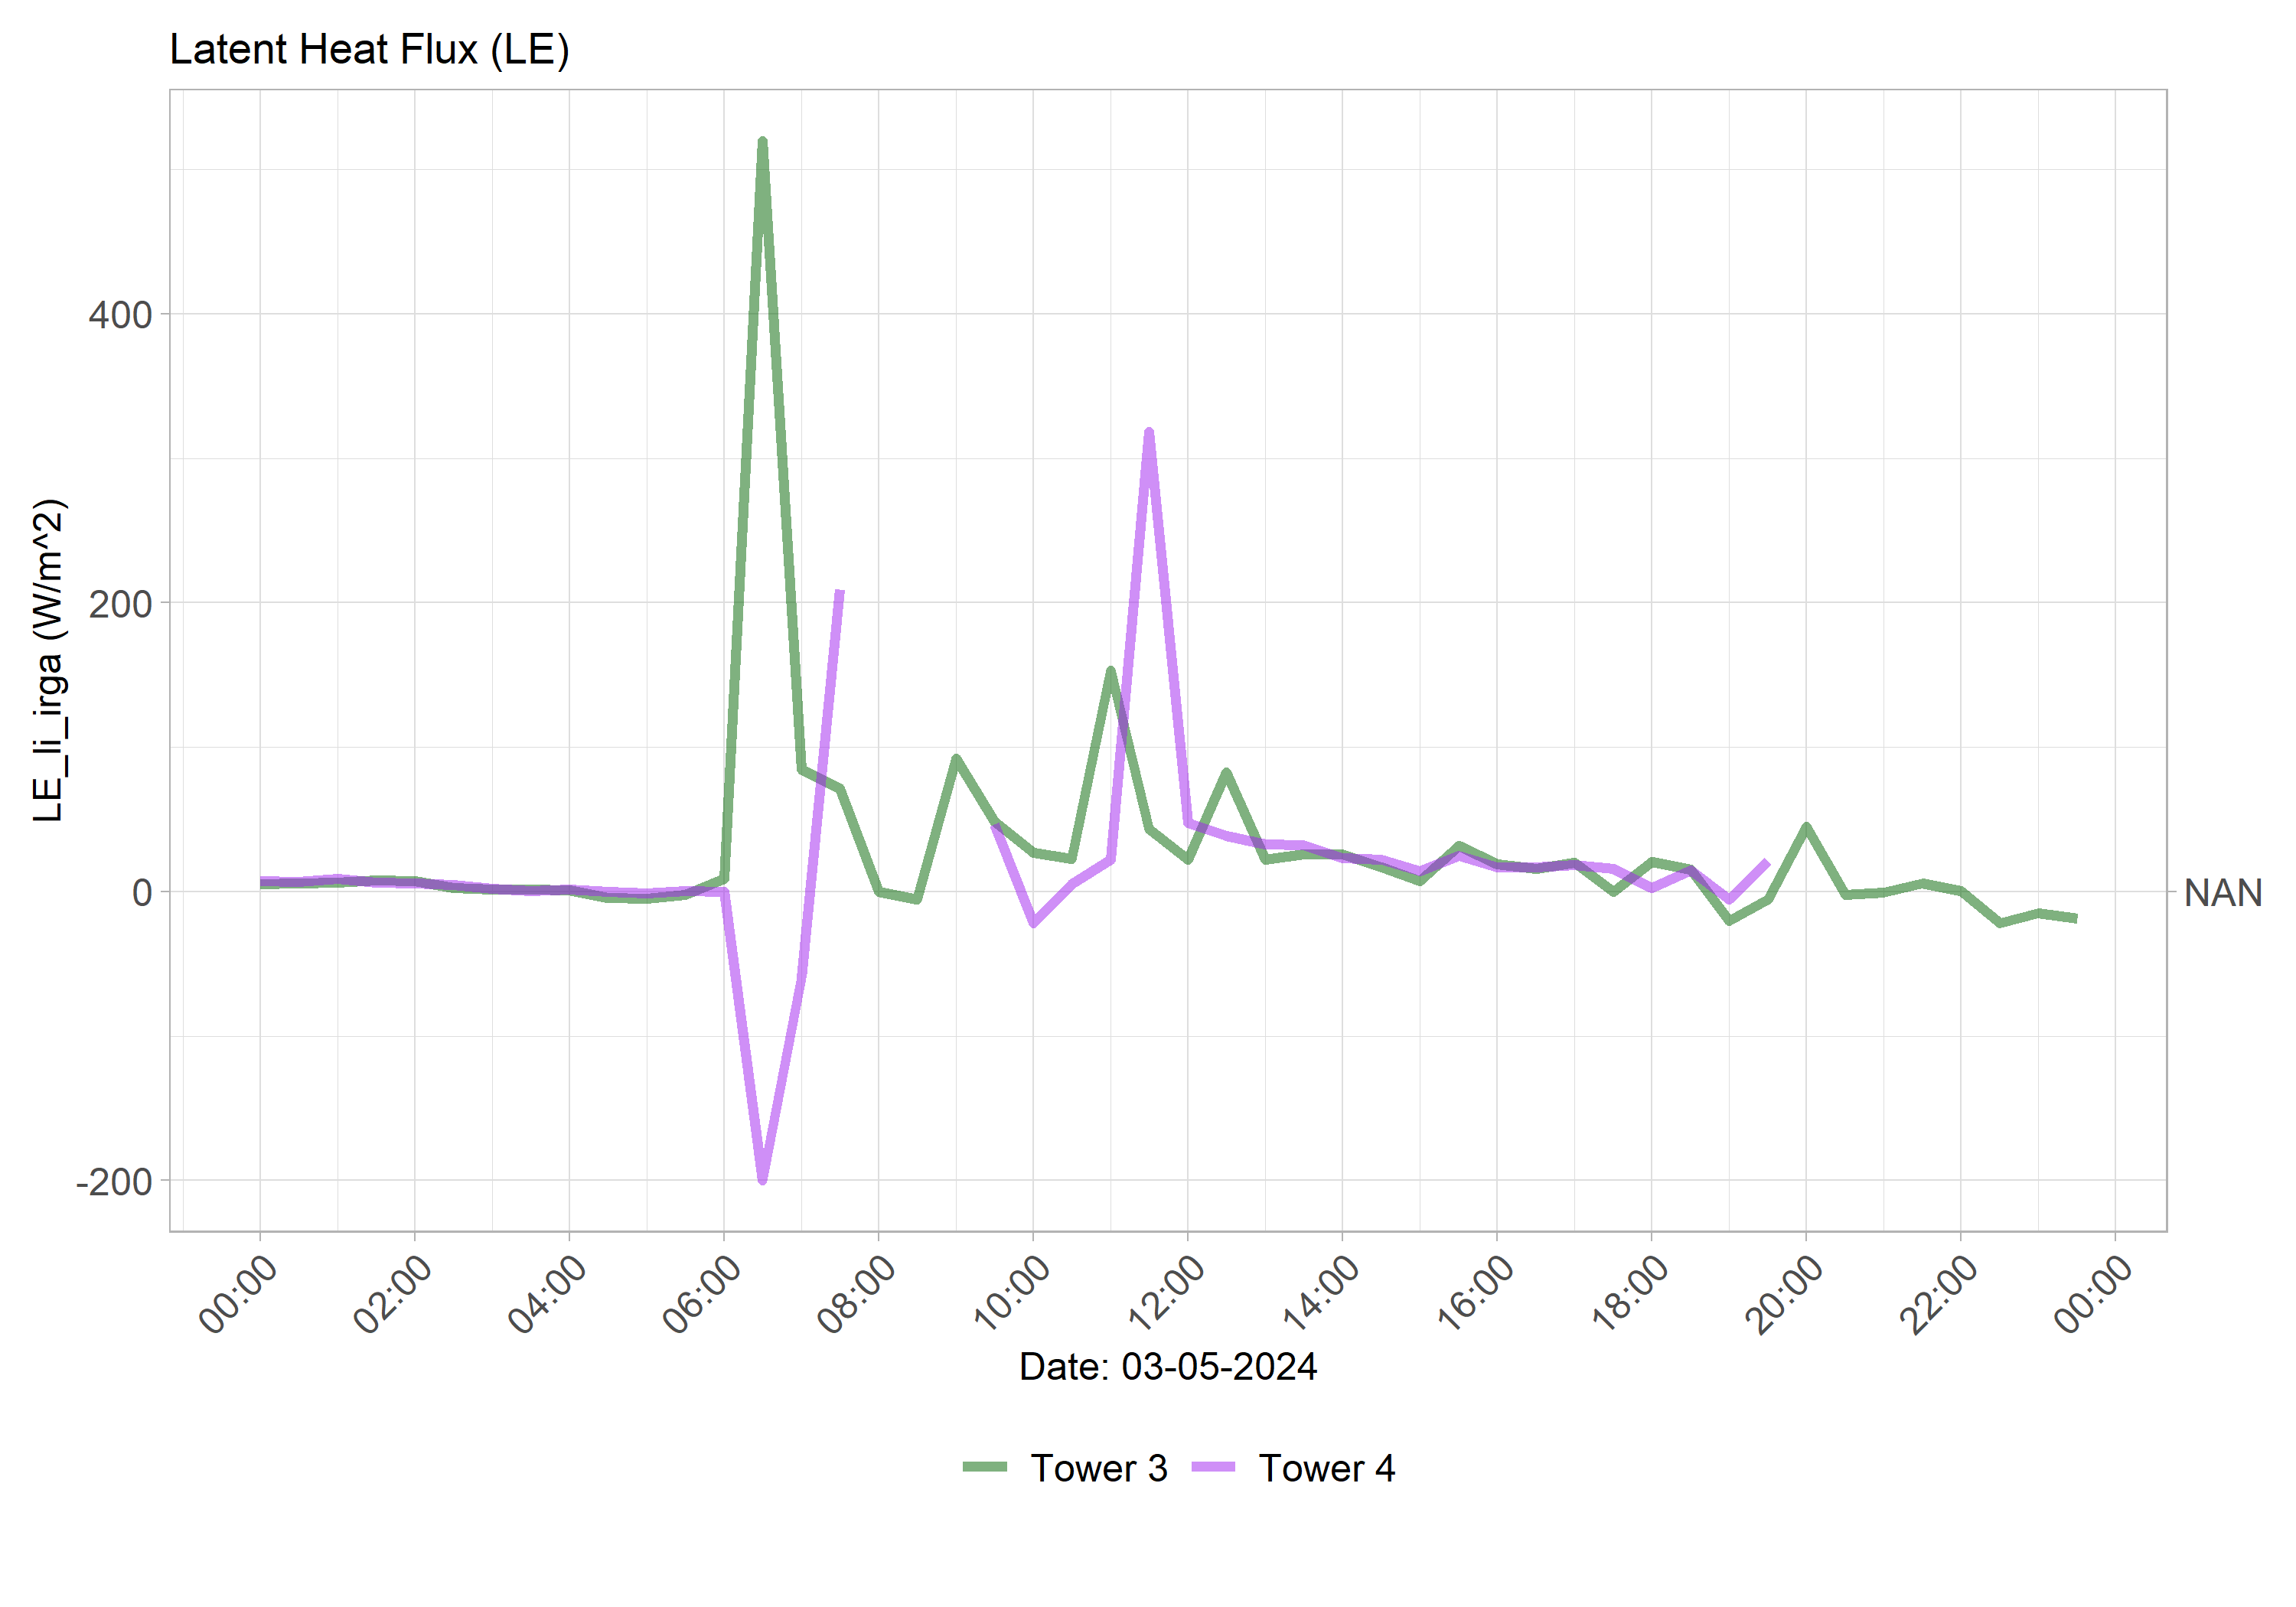 Latent Heat Flux (LE)
LE_li_irga (W/m^2)
400
200
0
-200
NAN
00:00 02:00 04:00 06:00 08:00 10:00 12:00 14:00 16:00 18:00 20:00 22:00 00:00
Date: 03-05-2024
Tower 3 Tower 4